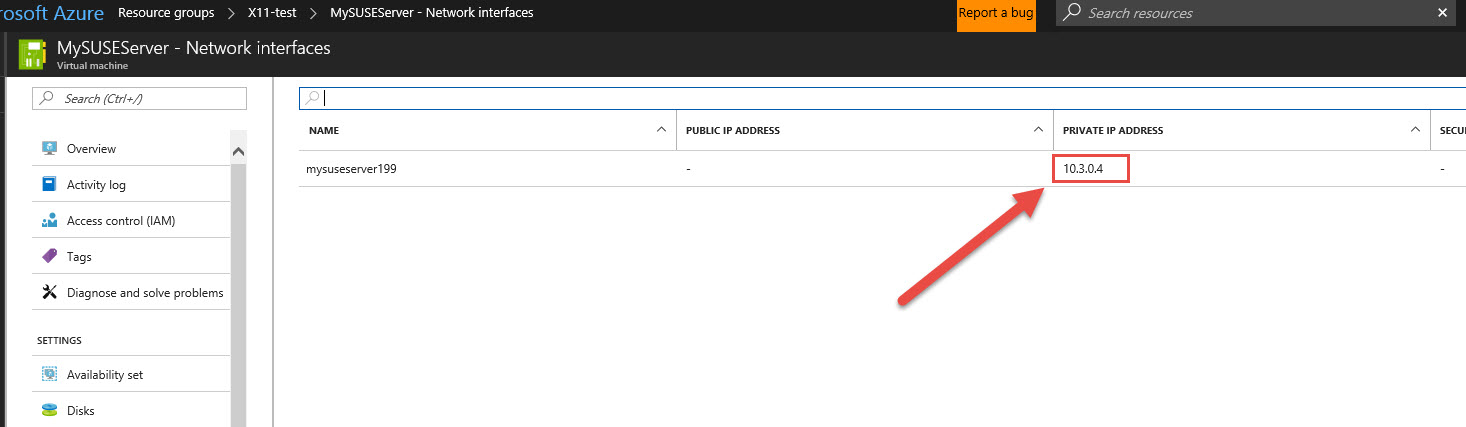 rosoft Azure Resource groups > X11-test > MySUSEServer - Network interfaces Report a bug Search resources ×
MySUSEServer - Network interfaces
Virtual machine
Search (Ctrl+/)
NAME PUBLIC IP ADDRESS PRIVATE IP ADDRESS SECU
mysuseserver199 - 10.3.0.4 -
Overview
Activity log
Access control (IAM)
Tags
Diagnose and solve problems
SETTINGS
Availability set
Disks